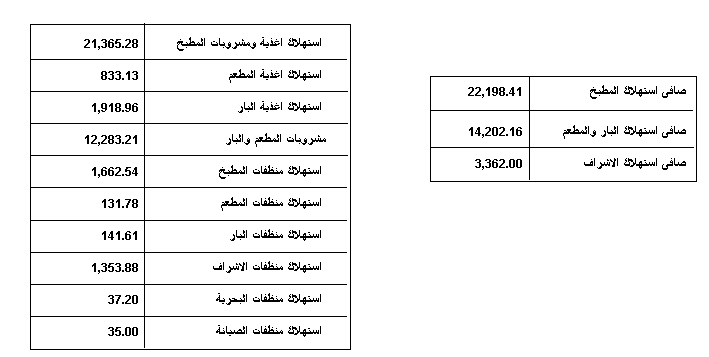 صافى استهلاك المطبخ 22,198.41
صافى استهلاك البار والمطعم 14,202.16
صافى استهلاك الاشراف 3,362.00
استهلاك اغذية ومشروبات المطبخ 21,365.28
استهلاك اغذية المطعم 833.13
استهلاك اغذية البار 1,918.96
مشروبات المطعم والبار 12,283.21
استهلاك منظفات المطبخ 1,662.54
استهلاك منظفات المطعم 131.78
استهلاك منظفات البار 141.61
استهلاك منظفات الاشراف 1,353.88
استهلاك منظفات البحرية 37.20
استهلاك منظفات الصيانة 35.00